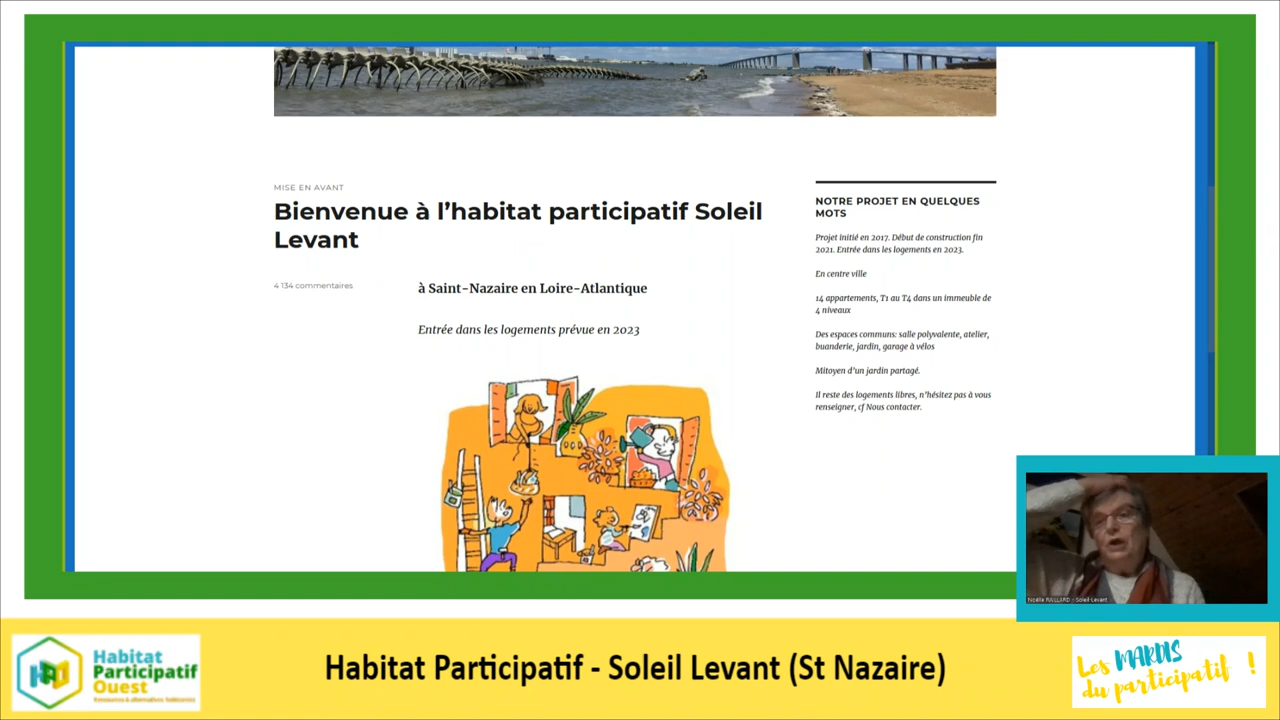 MISE EN AVANT
Bienvenue à l'habitat participatif Soleil
Levant
4 134 commentaires
à Saint-Nazaire en Loire-Atlantique
Entrée dans les logements prévue en 2023
NOTRE PROJET EN QUELQUES
MOTS
Projet initié en 2017. Début de construction fin
2021. Entrée dans les logements en 2023.
En centre ville
14 appartements, T1 au T4 dans un immeuble de
4 niveaux
Des espaces communs: salle polyvalente, atelier,
buanderie, jardin, garage à vélos
Mitoyen d'un jardin partagé.
Il reste des logements libres, n'hésitez pas à vous
renseigner, cf Nous contacter.
Noëlle RAILLARD - Soleil-Levant
Habitat
Participatif
Ouest
Habitat Participatif - Soleil Levant (St Nazaire)
Les MARDIS
du participatif !